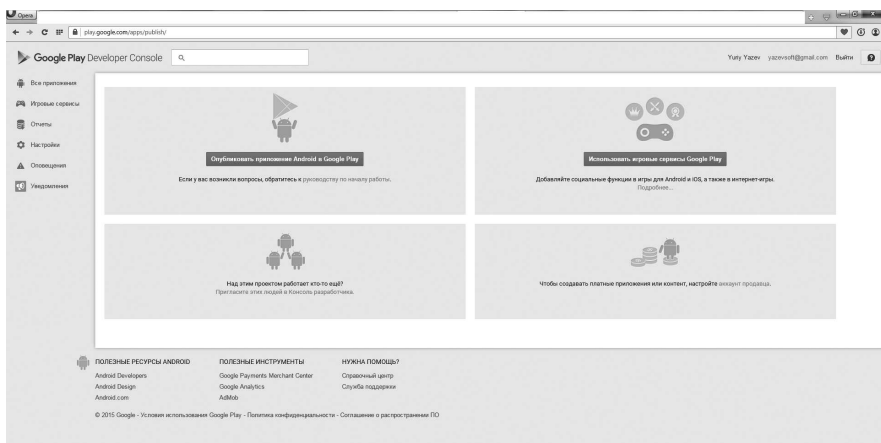 Opera
play.google.com/apps/publish/
Google Play Developer Console
Yuriy Yazev yazevsoft@gmail.com Выйти
Все приложения
Игровые сервисы
Отчеты
Настройки
Оповещения
Уведомления
Опубликовать приложение Android в Google Play
Если у вас возникли вопросы, обратитесь к руководству по началу работы.
Использовать игровые сервисы Google Play
Добавляйте социальные функции в игры для Android и iOS, а также в интернет-игры.
Подробнее...
Над этим проектом работает кто-то ещё?
Пригласите этих людей в Консоль разработчика.
Чтобы создавать платные приложения или контент, настройте аккаунт продавца.
ПОЛЕЗНЫЕ РЕСУРСЫ ANDROID
Android Developers
Android Design
Android.com
ПОЛЕЗНЫЕ ИНСТРУМЕНТЫ
Google Payments Merchant Center
Google Analytics
AdMob
НУЖНА ПОМОЩЬ?
Справочный центр
Служба поддержки
© 2015 Google - Условия использования Google Play - Политика конфиденциальности - Соглашение о распространении ПО